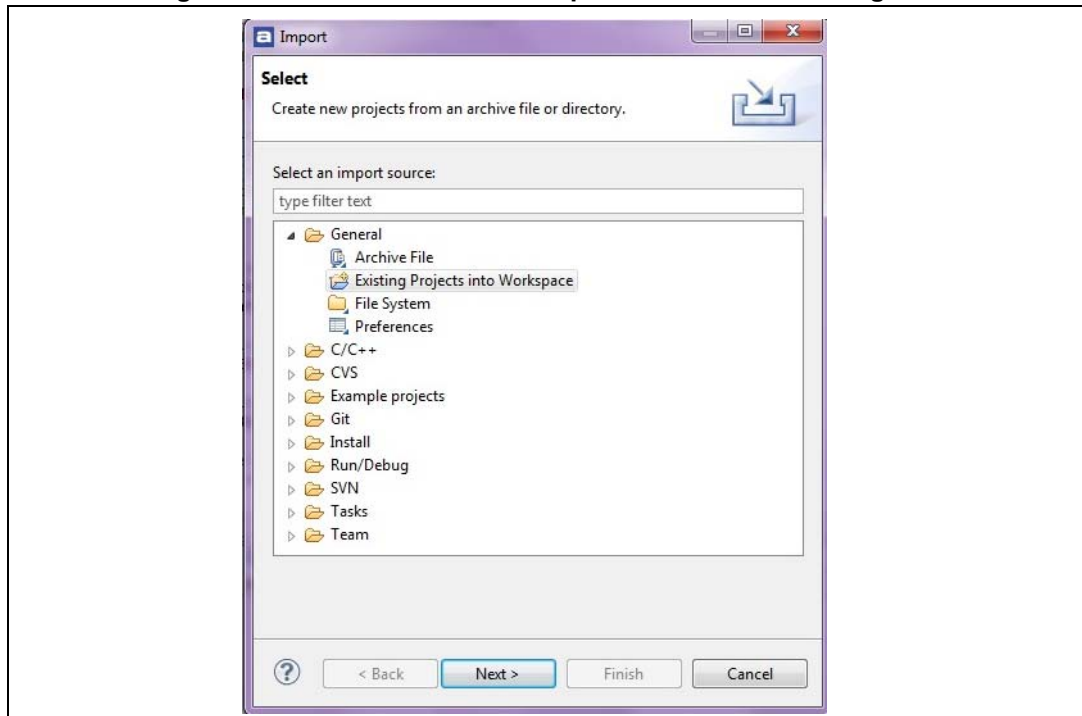 Import
Select
Create new projects from an archive file or directory.
Select an import source:
type filter text
General
Archive File
Existing Projects into Workspace
File System
Preferences
C/C++
CVS
Example projects
Git
Install
Run/Debug
SVN
Tasks
Team
? < Back Next > Finish Cancel